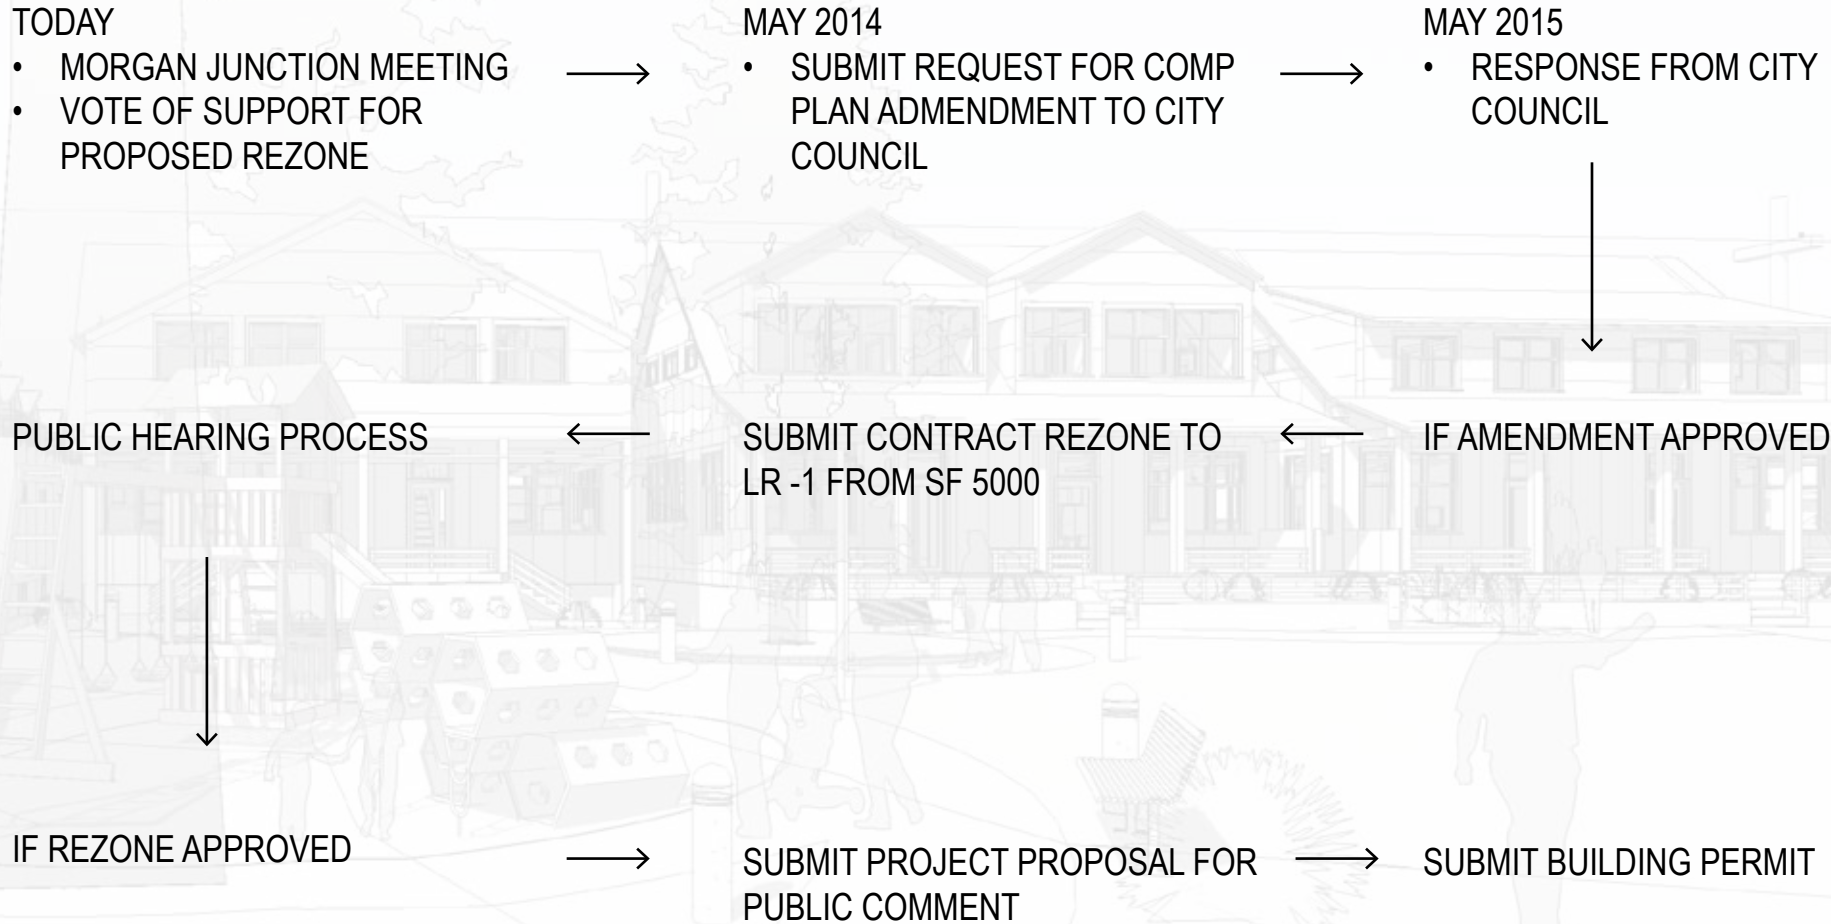 TODAY
• MORGAN JUNCTION MEETING
• VOTE OF SUPPORT FOR
PROPOSED REZONE
MAY 2014
• SUBMIT REQUEST FOR COMP
PLAN ADMENDMENT TO CITY
COUNCIL
MAY 2015
• RESPONSE FROM CITY
COUNCIL
IF AMENDMENT APPROVED
SUBMIT CONTRACT REZONE TO
LR -1 FROM SF 5000
PUBLIC HEARING PROCESS
IF REZONE APPROVED
SUBMIT PROJECT PROPOSAL FOR
PUBLIC COMMENT
SUBMIT BUILDING PERMIT